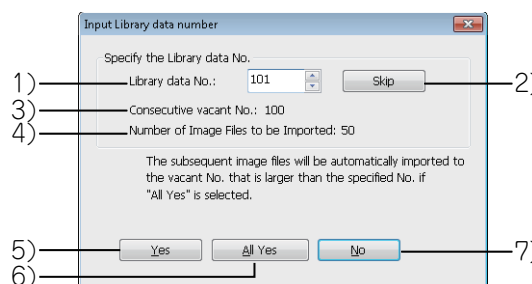 Input Library data number
Specify the Library data No.
1) Library data No.: 101 Skip 2)
3) Consecutive vacant No.: 100
4) Number of Image Files to be Imported: 50
The subsequent image files will be automatically imported to
the vacant No. that is larger than the specified No. if
"All Yes" is selected.
5) Yes All Yes No 7)
6)